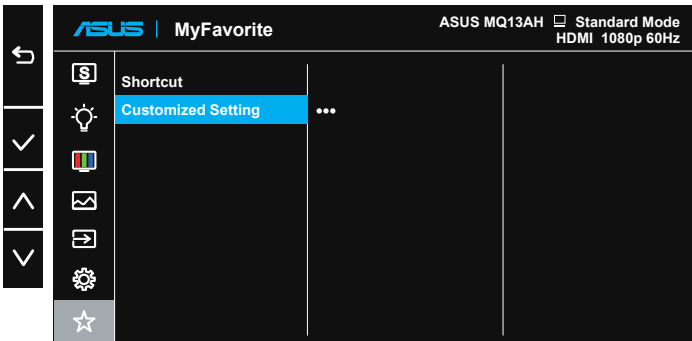 ASUS | MyFavorite
ASUS MQ13AH Standard Mode
HDMI 1080p 60Hz
S
Shortcut
Customized Setting •••